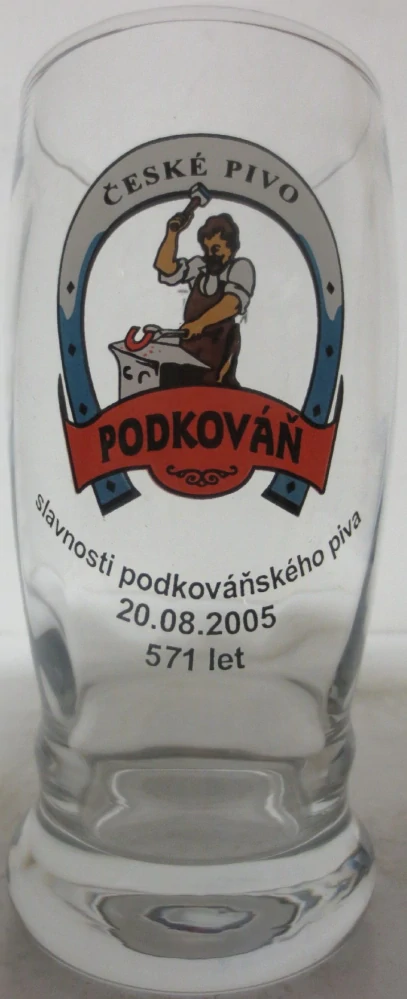 ČESKÉ PIVO
PODKOVÁŇ
slavnosti podkováňského piva
20.08.2005
571 let